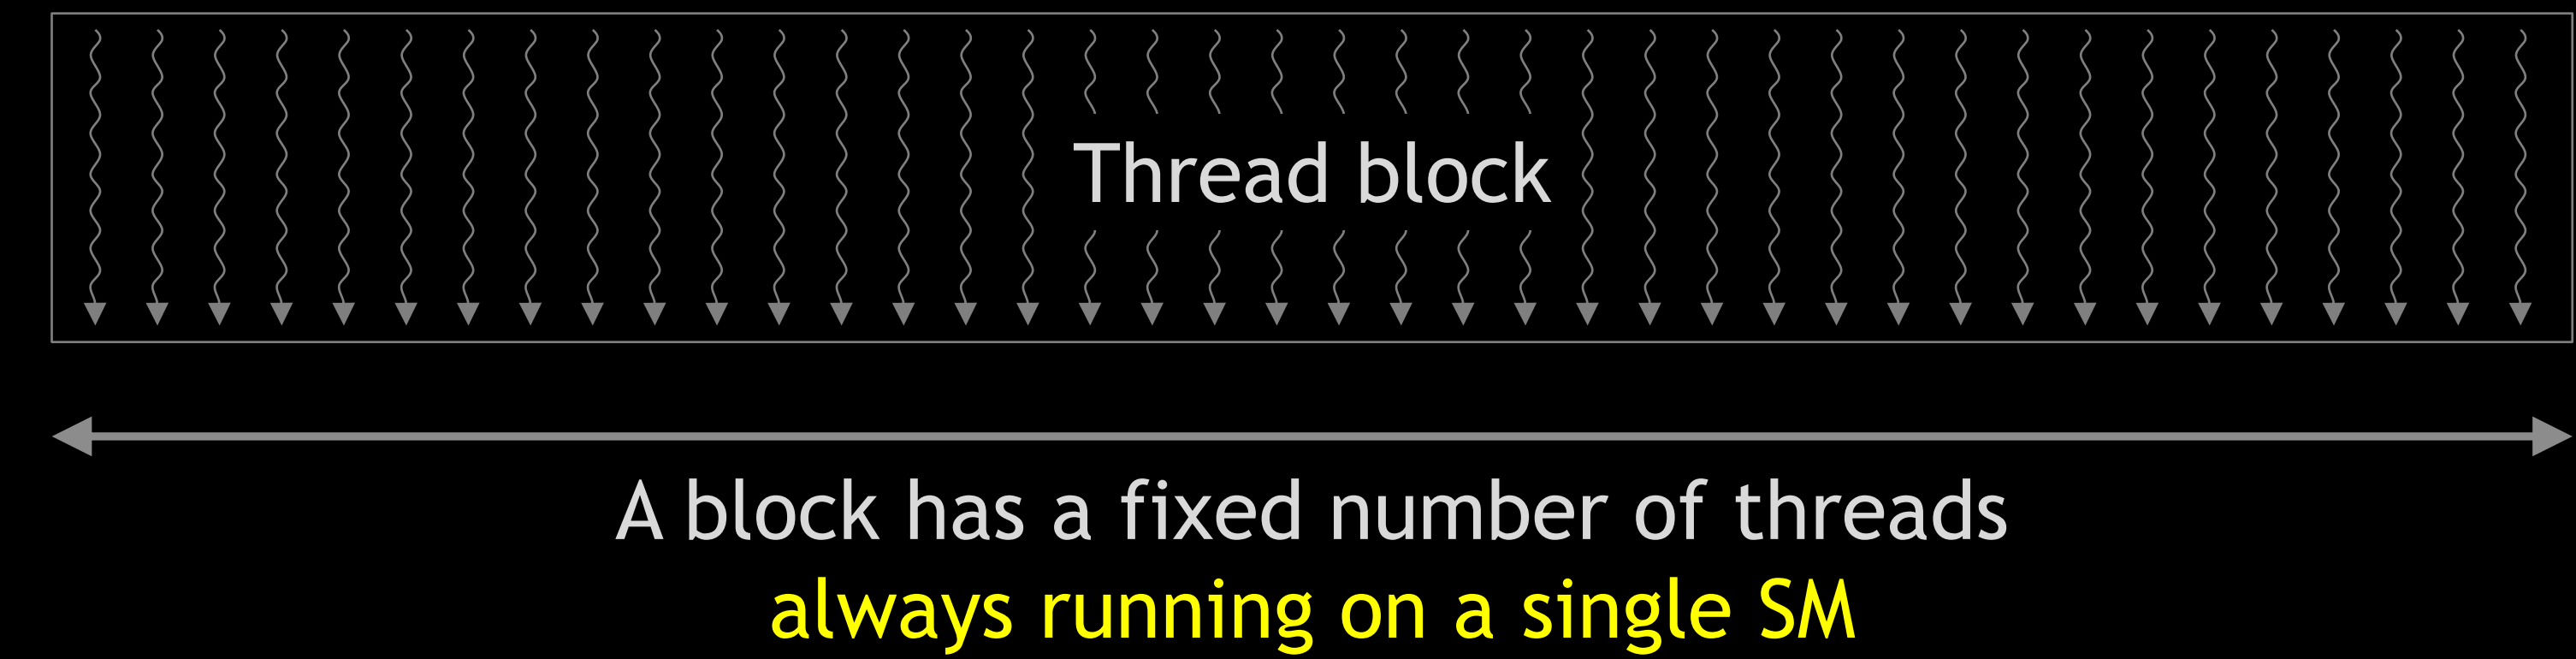 Thread block
A block has a fixed number of threads
always running on a single SM